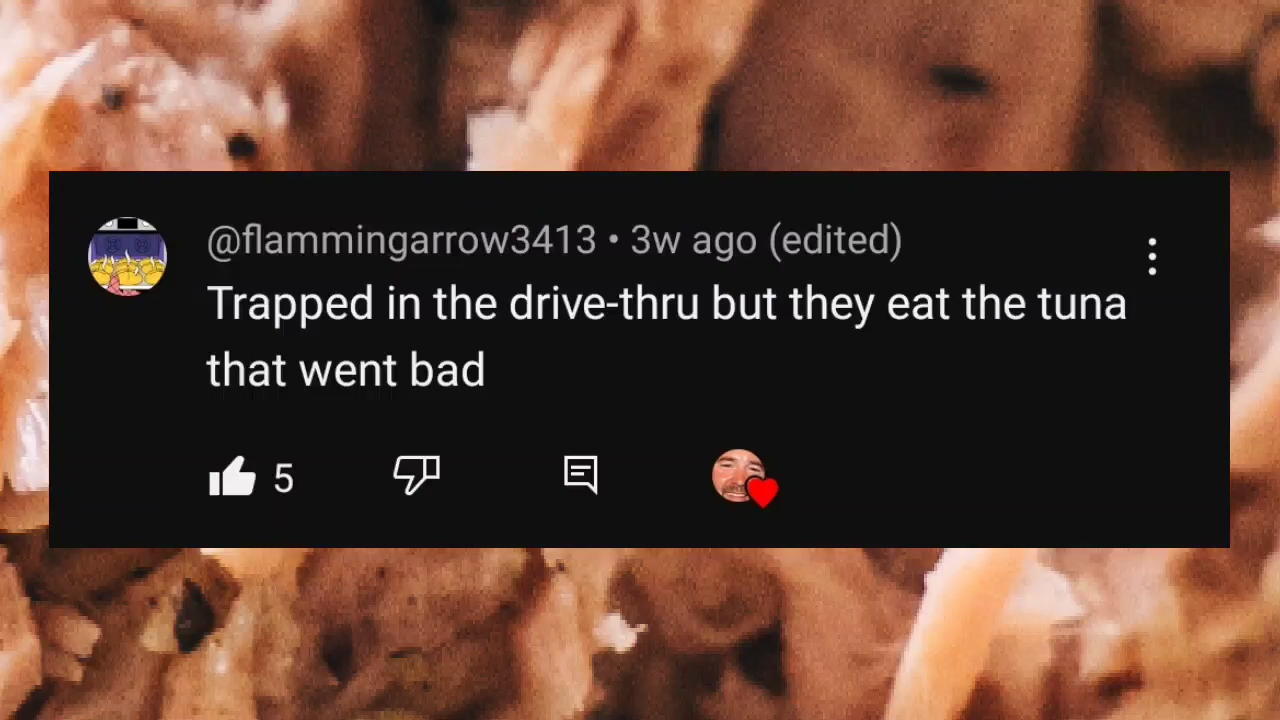 @flammingarrow3413 • 3w ago (edited)
Trapped in the drive-thru but they eat the tuna
that went bad
5